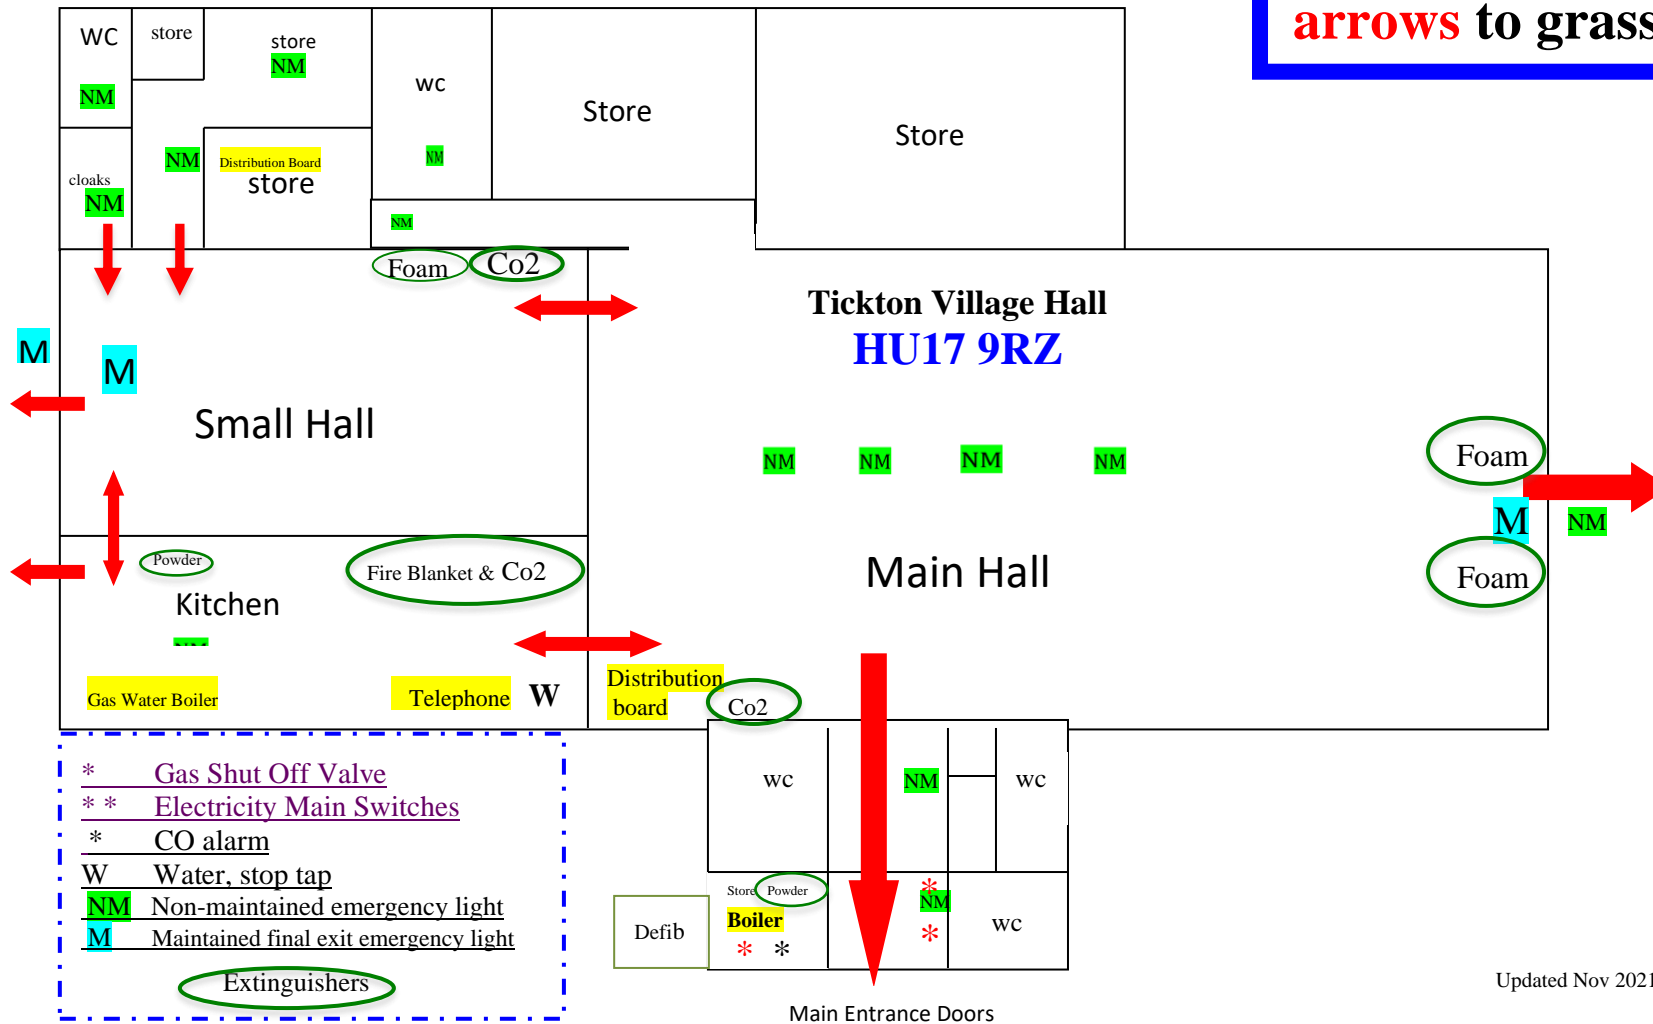 arrows to grass
WC
store
store
NM
NM
wc
NM
Store
Store
cloaks
NM
NM
Distribution Board
store
NM
Foam
Co2
Tickton Village Hall
HU17 9RZ
M
M
Small Hall
NM
NM
NM
NM
Foam
M
NM
Foam
Main Hall
Powder
Fire Blanket & Co2
Kitchen
Gas Water Boiler
Telephone W
Distribution
board
Co2
wc
NM
wc
Store
Powder
Boiler
* *
*
NM
*
wc
Defib
Main Entrance Doors
* Gas Shut Off Valve
* * Electricity Main Switches
* CO alarm
W Water, stop tap
NM Non-maintained emergency light
M Maintained final exit emergency light
Extinguishers
Updated Nov 2021